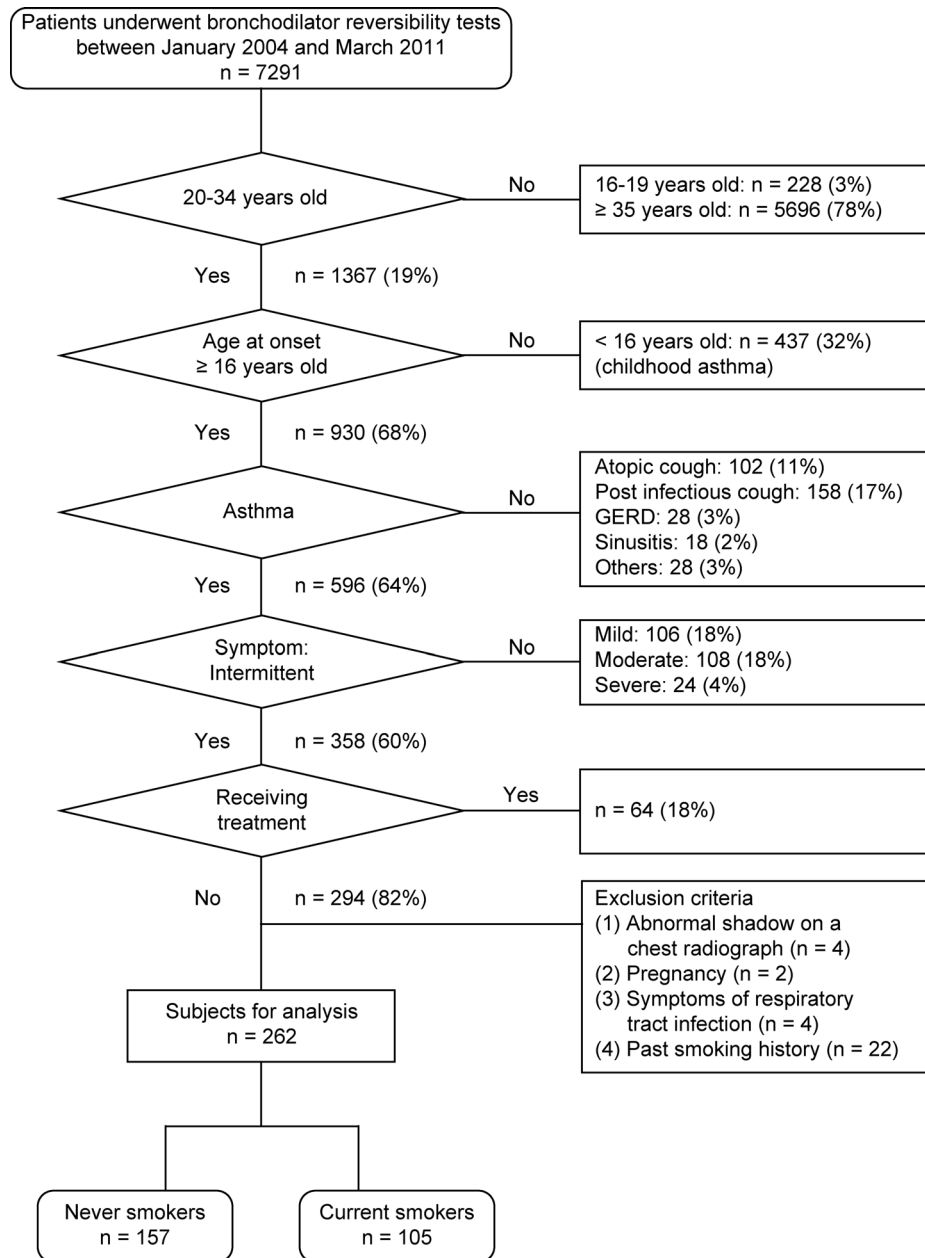 Patients underwent bronchodilator reversibility tests
between January 2004 and March 2011
n = 7291
20-34 years old
No
16-19 years old: n = 228 (3%)
≥ 35 years old: n = 5696 (78%)
Yes
n = 1367 (19%)
Age at onset
≥ 16 years old
No
< 16 years old: n = 437 (32%)
(childhood asthma)
Yes
n = 930 (68%)
Asthma
No
Atopic cough: 102 (11%)
Post infectious cough: 158 (17%)
GERD: 28 (3%)
Sinusitis: 18 (2%)
Others: 28 (3%)
Yes
n = 596 (64%)
Symptom:
Intermittent
No
Mild: 106 (18%)
Moderate: 108 (18%)
Severe: 24 (4%)
Yes
n = 358 (60%)
Receiving
treatment
Yes
n = 64 (18%)
No
n = 294 (82%)
Exclusion criteria
(1) Abnormal shadow on a
chest radiograph (n = 4)
(2) Pregnancy (n = 2)
(3) Symptoms of respiratory
tract infection (n = 4)
(4) Past smoking history (n = 22)
Subjects for analysis
n = 262
Never smokers
n = 157
Current smokers
n = 105